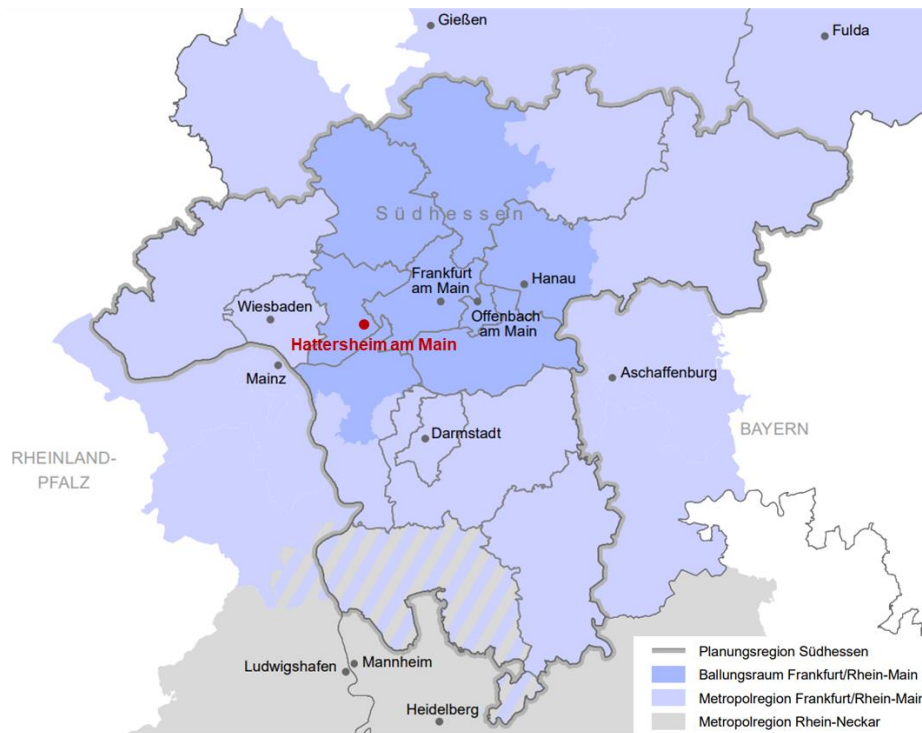 Gießen
Fulda
Südhessen
Frankfurt
am Main
Hanau
Wiesbaden
Offenbach
am Main
Hattersheim am Main
Mainz
Aschaffenburg
BAYERN
Darmstadt
RHEINLAND-
PFALZ
Planungsregion Südhessen
Ludwigshafen
Mannheim
Ballungsraum Frankfurt/Rhein-Main
Metropolregion Frankfurt/Rhein-Main
Heidelberg
Metropolregion Rhein-Neckar